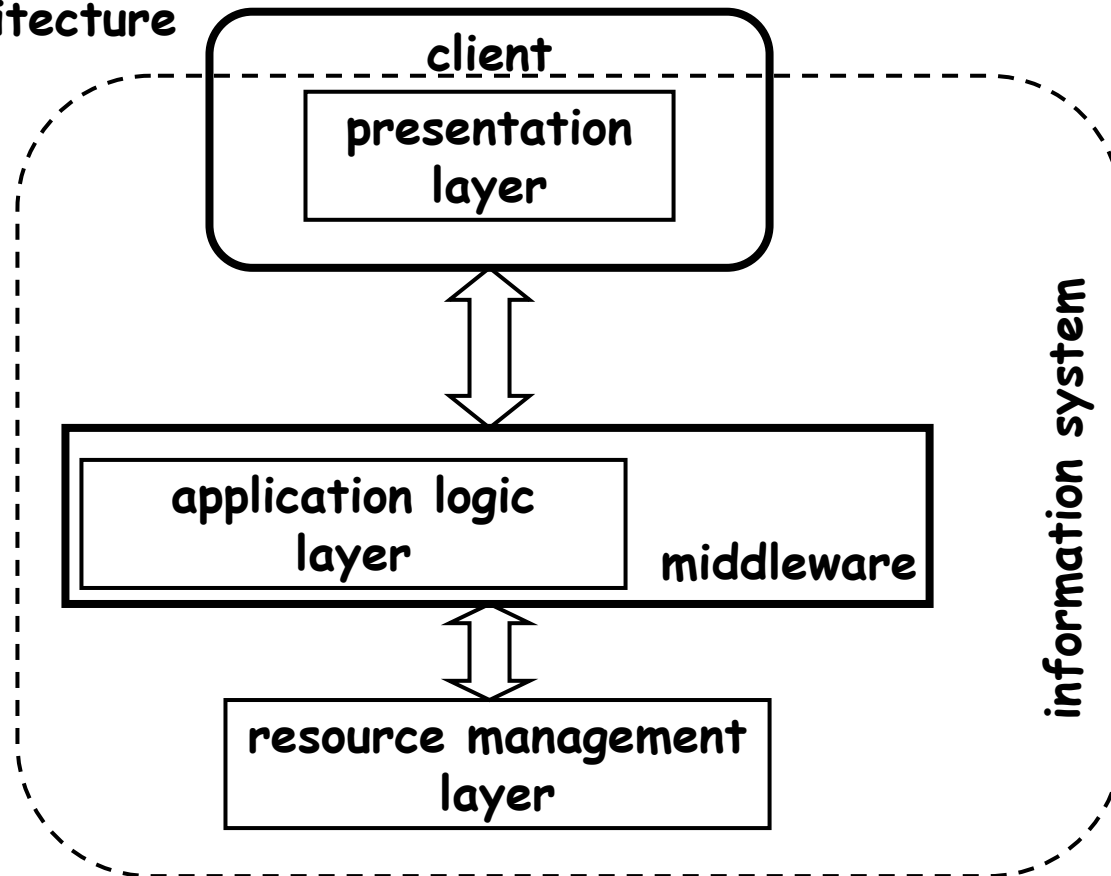 itecture
client
presentation
layer
application logic
layer
middleware
resource management
layer
information system